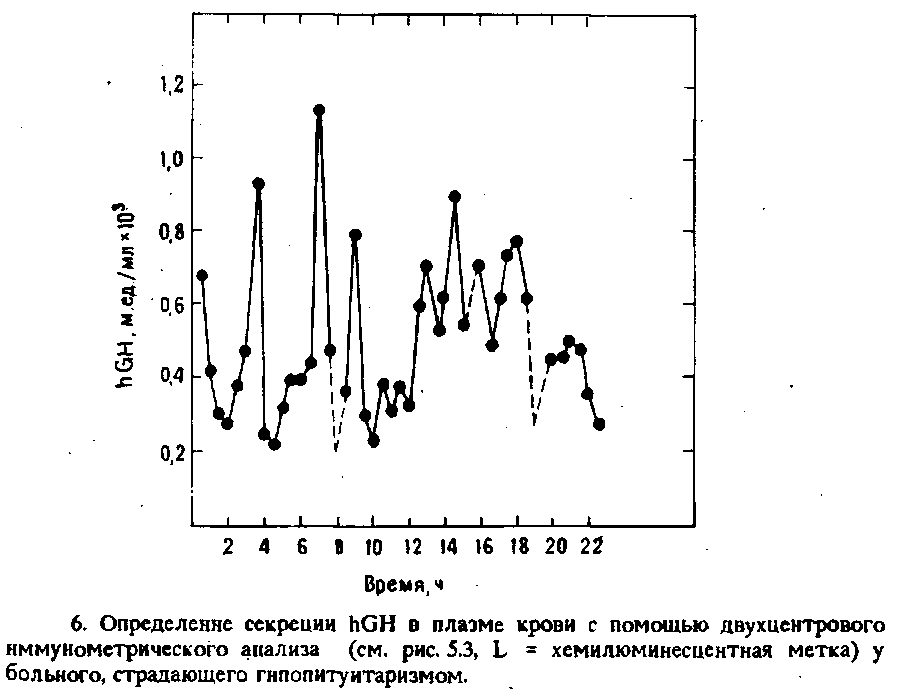 1,2
1,0
0,8
0,6
0,4
0,2
hGH, м.ед./мл×10³
2 4 6 8 10 12 14 16 18 20 22
Время, ч
6. Определение секреции hGH в плазме крови с помощью двухцентрового
иммунометрического анализа (см. рис. 5.3, L = хемилюминесцентная метка) у
больного, страдающего гипопитуитаризмом.